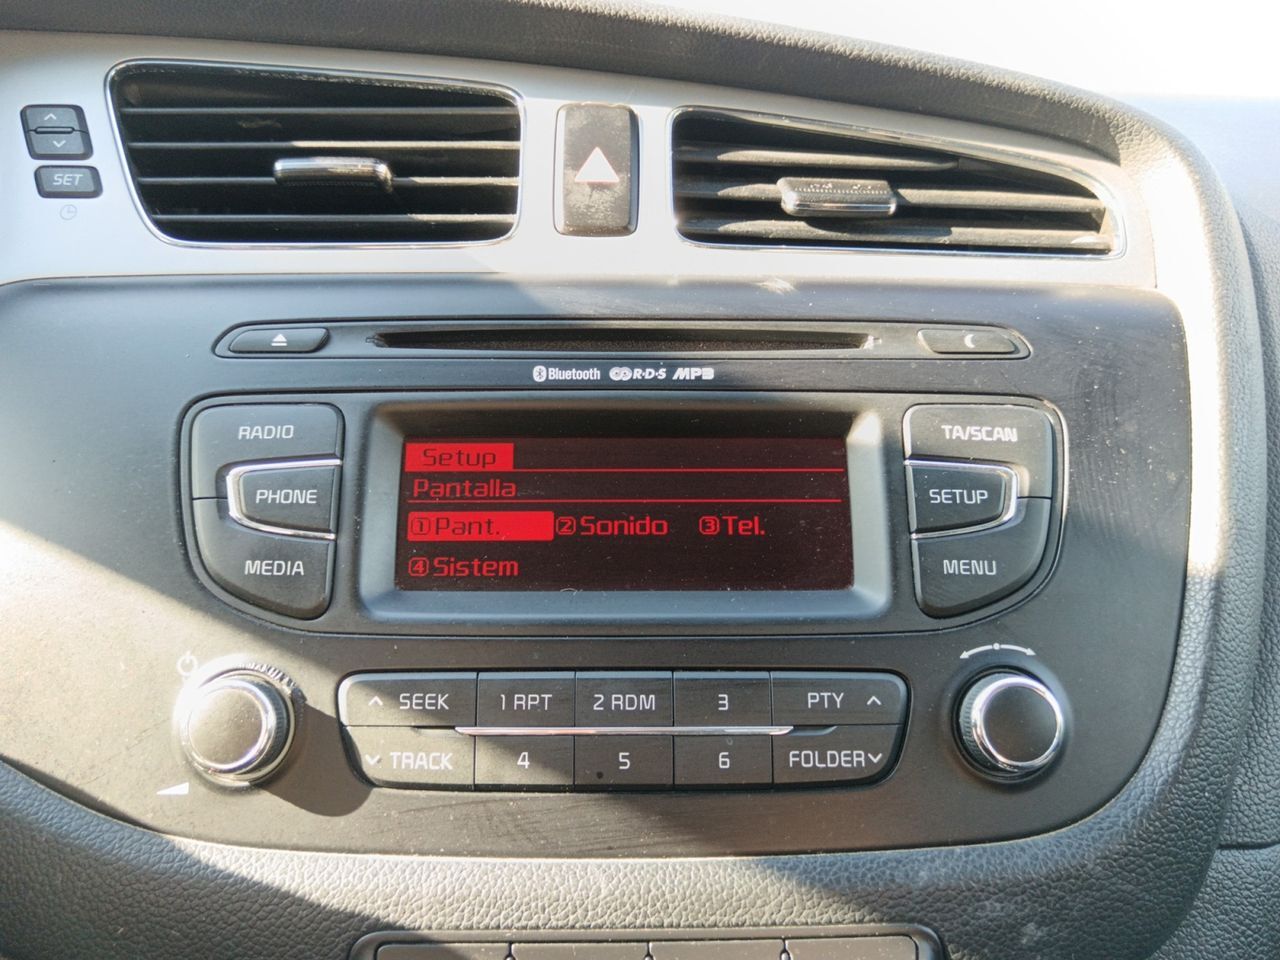 SET
Bluetooth R·D·S MP3
RADIO
PHONE
MEDIA
Setup
Pantalla
①Pant. ②Sonido ③Tel.
④Sistem
TA/SCAN
SETUP
MENU
SEEK 1 RPT 2 RDM 3 PTY
TRACK 4 5 6 FOLDER